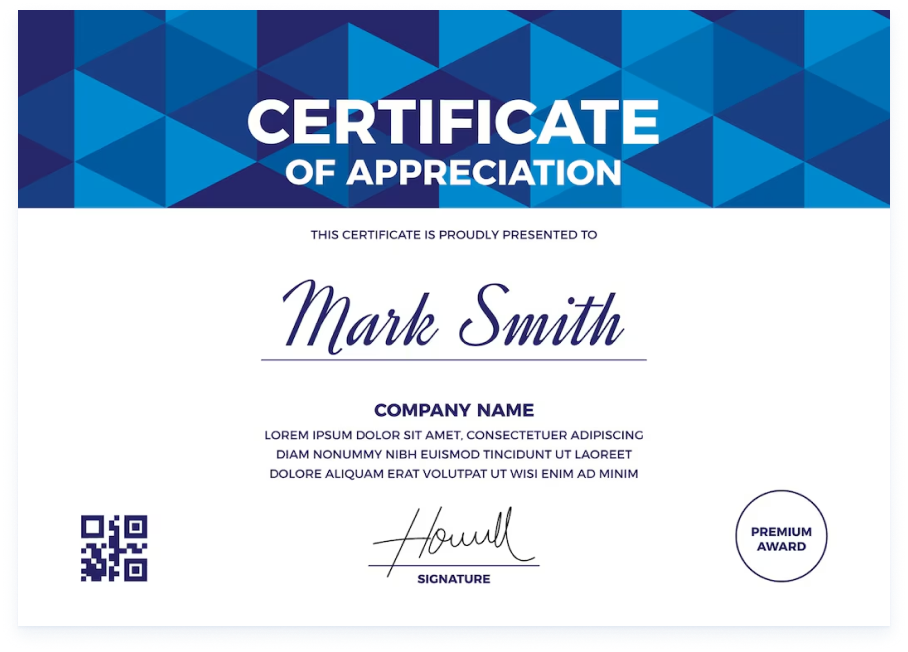 CERTIFICATE
OF APPRECIATION
THIS CERTIFICATE IS PROUDLY PRESENTED TO
Mark Smith
COMPANY NAME
LOREM IPSUM DOLOR SIT AMET, CONSECTETUER ADIPISCING
DIAM NONUMMY NIBH EUISMOD TINCIDUNT UT LAOREET
DOLORE ALIQUAM ERAT VOLUTPAT UT WISI ENIM AD MINIM
SIGNATURE
PREMIUM
AWARD